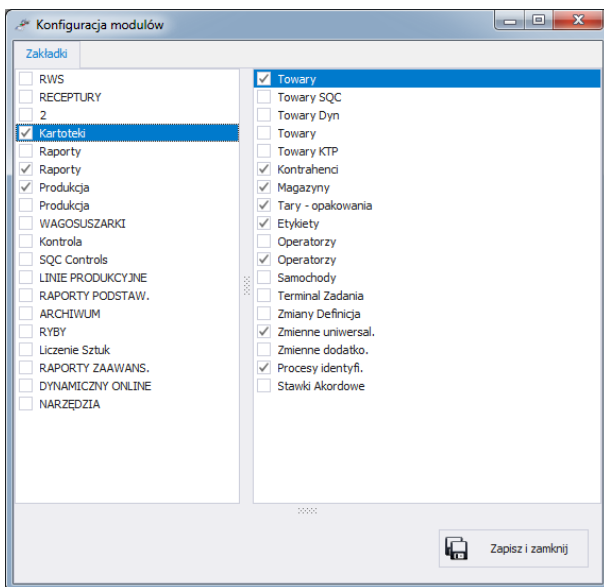 Konfiguracja modulów
Zakładki
RWS
RECEPTURY
2
Kartoteki
Raporty
Raporty
Produkcja
Produkcja
WAGOSUSZARKI
Kontrola
SQC Controls
LINIE PRODUKCYJNE
RAPORTY PODSTAW.
ARCHIWUM
RYBY
Liczenie Sztuk
RAPORTY ZAAWANS.
DYNAMICZNY ONLINE
NARZĘDZIA
Towary
Towary SQC
Towary Dyn
Towary
Towary KTP
Kontrahenci
Magazyny
Tary - opakowania
Etykiety
Operatorzy
Operatorzy
Samochody
Terminal Zadania
Zmiany Definicja
Zmienne uniwersal.
Zmienne dodatko.
Procesy identyfi.
Stawki Akordowe
Zapisz i zamknij